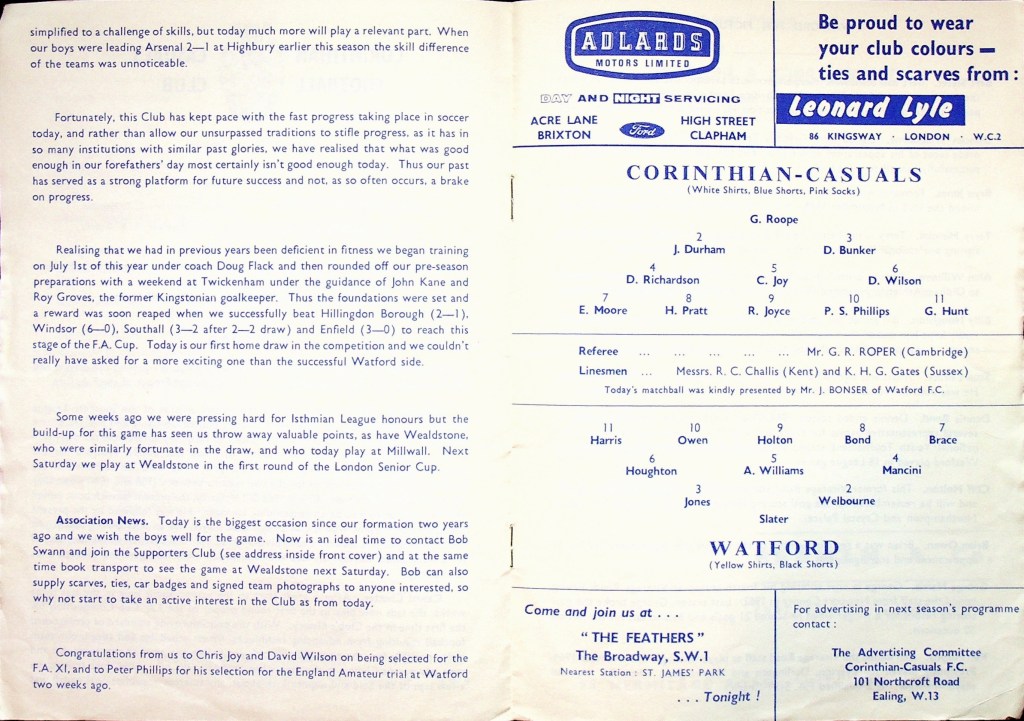 simplified to a challenge of skills, but today much more will play a relevant part. When
our boys were leading Arsenal 2—1 at Highbury earlier this season the skill difference
of the teams was unnoticeable.
Fortunately, this Club has kept pace with the fast progress taking place in soccer
today, and rather than allow our unsurpassed traditions to stifle progress, as it has in
so many institutions with similar past glories, we have realised that what was good
enough in our forefathers' day most certainly isn't good enough today. Thus our past
has served as a strong platform for future success and not, as so often occurs, a brake
on progress.
Realising that we had in previous years been deficient in fitness we began training
on July 1st of this year under coach Doug Flack and then rounded off our pre-season
preparations with a weekend at Twickenham under the guidance of John Kane and
Roy Groves, the former Kingstonian goalkeeper. Thus the foundations were set and
a reward was soon reaped when we successfully beat Hillingdon Borough (2—1),
Windsor (6—0), Southall (3—2 after 2—2 draw) and Enfield (3—0) to reach this
stage of the F.A. Cup. Today is our first home draw in the competition and we couldn't
really have asked for a more exciting one than the successful Watford side.
Some weeks ago we were pressing hard for Isthmian League honours but the
build-up for this game has seen us throw away valuable points, as have Wealdstone,
who were similarly fortunate in the draw, and who today play at Millwall. Next
Saturday we play at Wealdstone in the first round of the London Senior Cup.
Association News. Today is the biggest occasion since our formation two years
ago and we wish the boys well for the game. Now is an ideal time to contact Bob
Swann and join the Supporters Club (see address inside front cover) and at the same
time book transport to see the game at Wealdstone next Saturday. Bob can also
supply scarves, ties, car badges and signed team photographs to anyone interested, so
why not start to take an active interest in the Club as from today.
Congratulations from us to Chris Joy and David Wilson on being selected for the
F.A. XI, and to Peter Phillips for his selection for the England Amateur trial at Watford
two weeks ago.
ADLARDS
MOTORS LIMITED
DAY AND NIGHT SERVICING
ACRE LANE
BRIXTON
Ford
HIGH STREET
CLAPHAM
Be proud to wear
your club colours —
ties and scarves from :
Leonard Lyle
86 KINGSWAY · LONDON · W.C.2
CORINTHIAN-CASUALS
(White Shirts, Blue Shorts, Pink Socks)
G. Roope
2 3
J. Durham D. Bunker
4 5 6
D. Richardson C. Joy D. Wilson
7 8 9 10 11
E. Moore H. Pratt R. Joyce P. S. Phillips G. Hunt
Referee ... ... ... ... Mr. G. R. ROPER (Cambridge)
Linesmen ... Messrs. R. C. Challis (Kent) and K. H. G. Gates (Sussex)
Today's matchball was kindly presented by Mr. J. BONSER of Watford F.C.
11 10 9 8 7
Harris Owen Holton Bond Brace
6 5 4
Houghton A. Williams Mancini
3 2
Jones Welbourne
Slater
WATFORD
(Yellow Shirts, Black Shorts)
Come and join us at . . .
"THE FEATHERS"
The Broadway, S.W.1
Nearest Station : ST. JAMES' PARK
. . . Tonight !
For advertising in next season's programme
contact :
The Advertising Committee
Corinthian-Casuals F.C.
101 Northcroft Road
Ealing, W.13